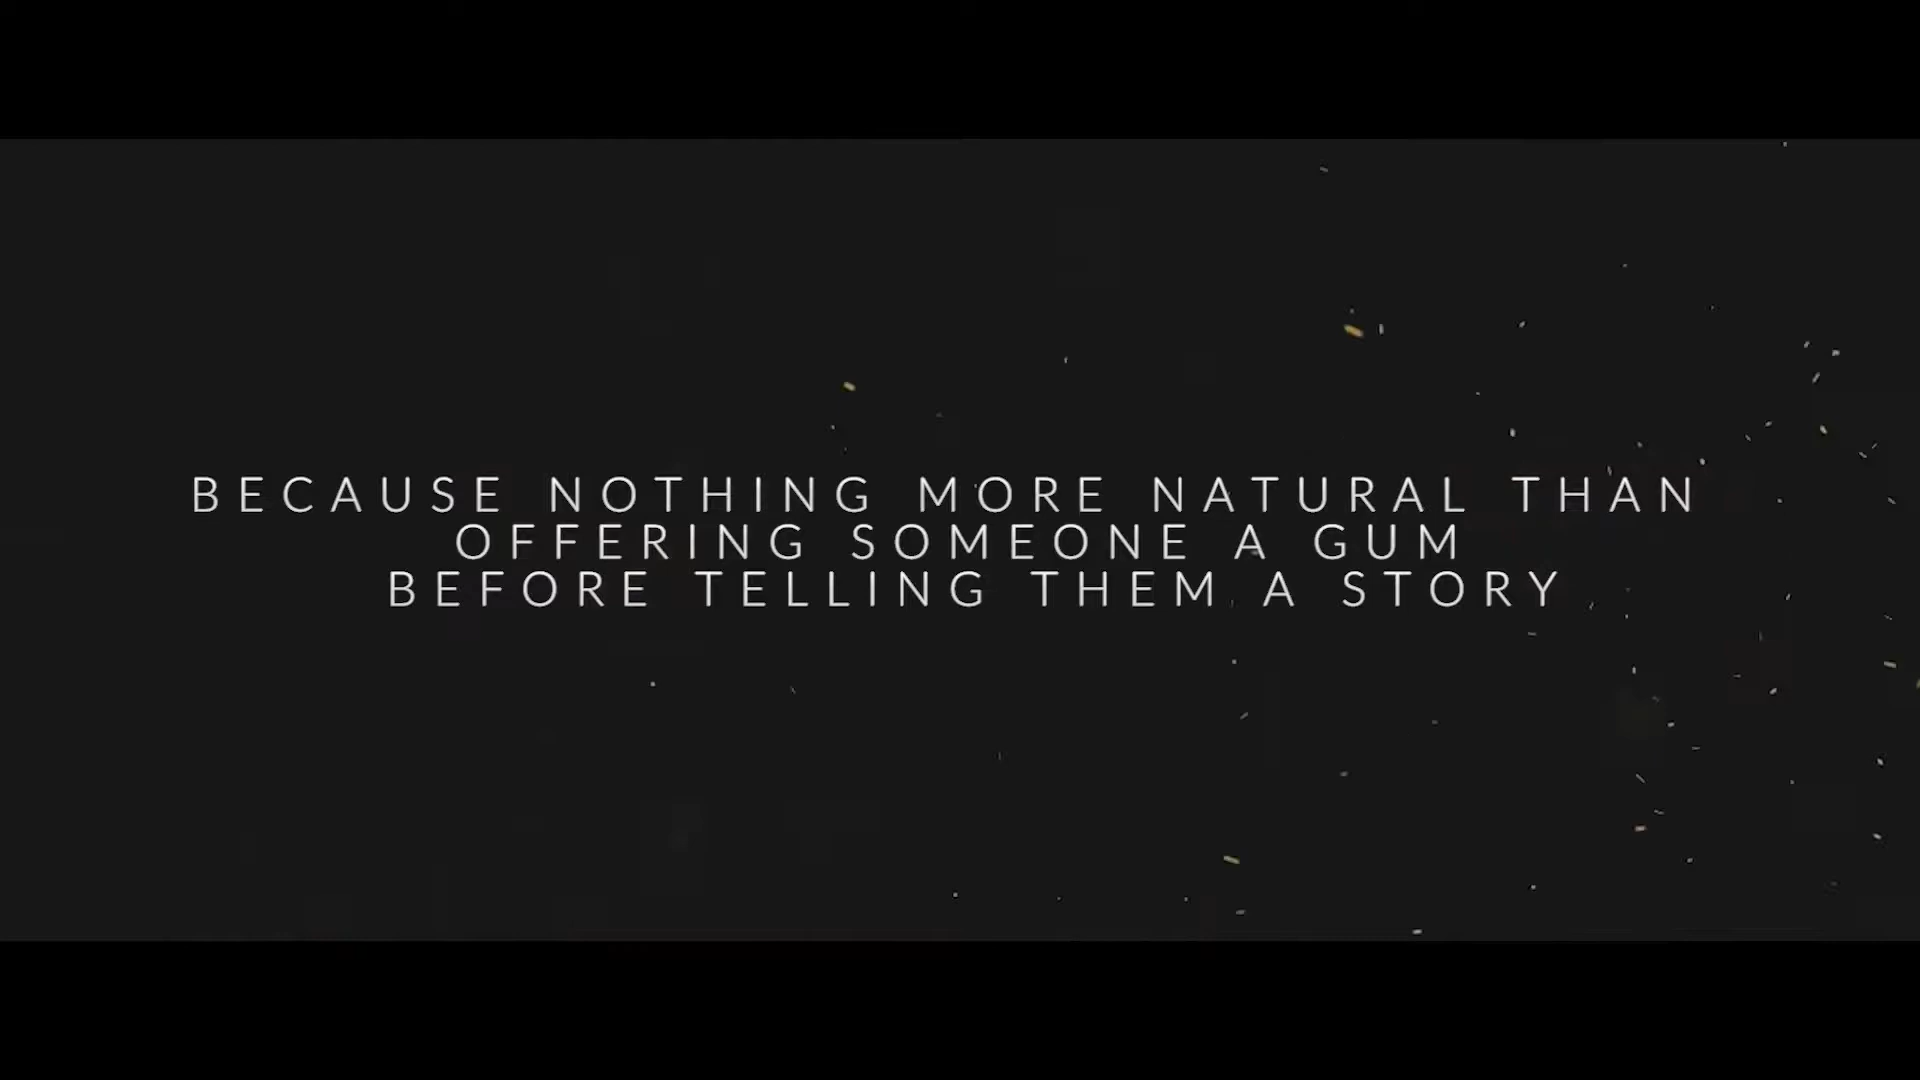 BECAUSE NOTHING MORE NATURAL THAN
OFFERING SOMEONE A GUM
BEFORE TELLING THEM A STORY